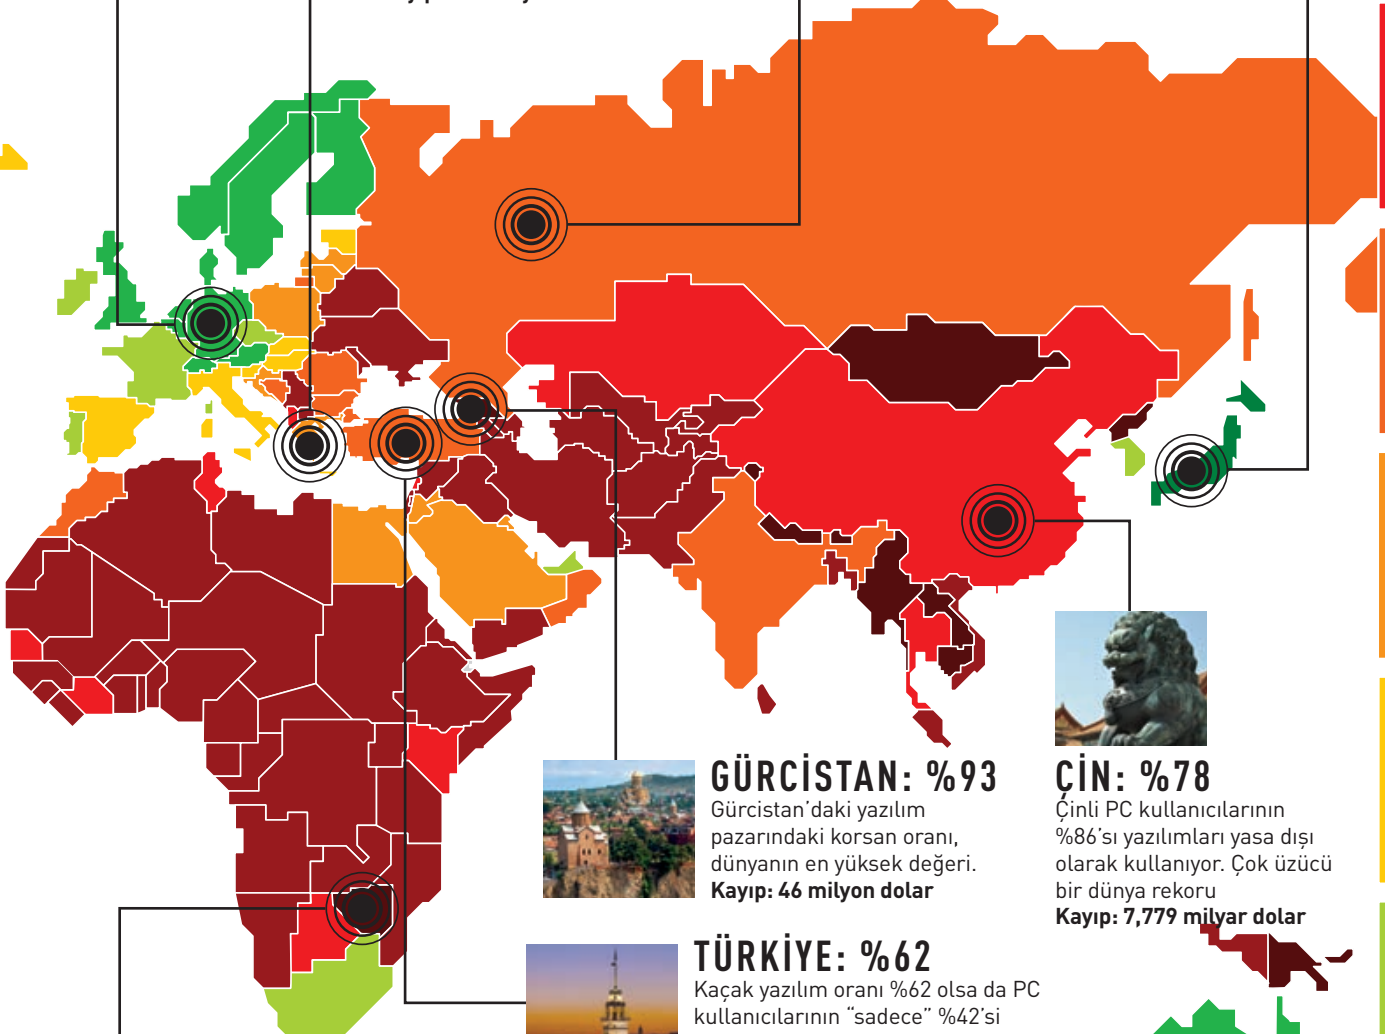 GÜRCİSTAN: %93
Gürcistan'daki yazılım
pazarındaki korsan oranı,
dünyanın en yüksek değeri.
Kayıp: 46 milyon dolar
ÇİN: %78
Çinli PC kullanıcılarının
%86'sı yazılımları yasa dışı
olarak kullanıyor. Çok üzücü
bir dünya rekoru
Kayıp: 7,779 milyar dolar
TÜRKİYE: %62
Kaçak yazılım oranı %62 olsa da PC
kullanıcılarının “sadece” %42'si